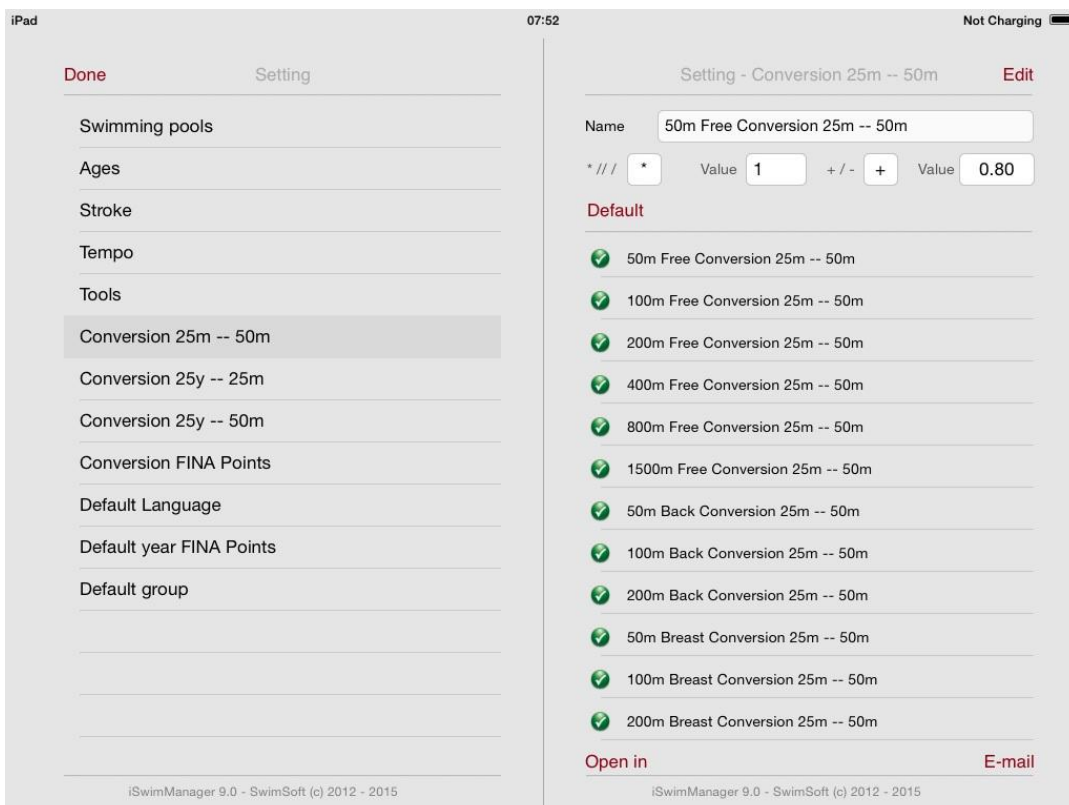 iPad 07:52 Not Charging
Done Setting
Swimming pools
Ages
Stroke
Tempo
Tools
Conversion 25m -- 50m
Conversion 25y -- 25m
Conversion 25y -- 50m
Conversion FINA Points
Default Language
Default year FINA Points
Default group
iSwimManager 9.0 - SwimSoft (c) 2012 - 2015
Setting - Conversion 25m -- 50m Edit
Name 50m Free Conversion 25m -- 50m
* // / * Value 1 + / - + Value 0.80
Default
50m Free Conversion 25m -- 50m
100m Free Conversion 25m -- 50m
200m Free Conversion 25m -- 50m
400m Free Conversion 25m -- 50m
800m Free Conversion 25m -- 50m
1500m Free Conversion 25m -- 50m
50m Back Conversion 25m -- 50m
100m Back Conversion 25m -- 50m
200m Back Conversion 25m -- 50m
50m Breast Conversion 25m -- 50m
100m Breast Conversion 25m -- 50m
200m Breast Conversion 25m -- 50m
Open in E-mail
iSwimManager 9.0 - SwimSoft (c) 2012 - 2015